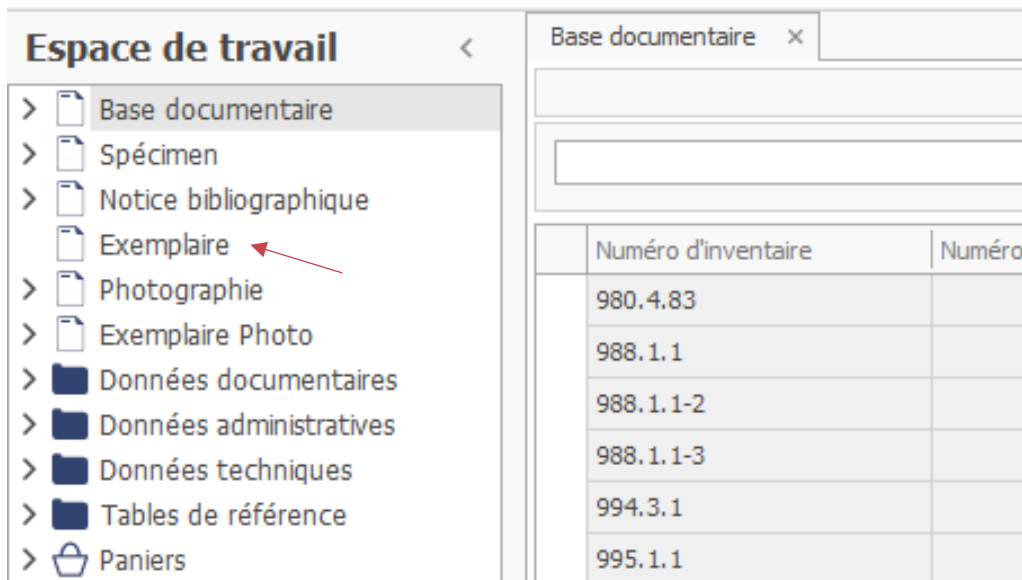 Espace de travail
Base documentaire
Spécimen
Notice bibliographique
Exemplaire
Photographie
Exemplaire Photo
Données documentaires
Données administratives
Données techniques
Tables de référence
Paniers
Base documentaire
Numéro d'inventaire
Numéro
980.4.83
988.1.1
988.1.1-2
988.1.1-3
994.3.1
995.1.1